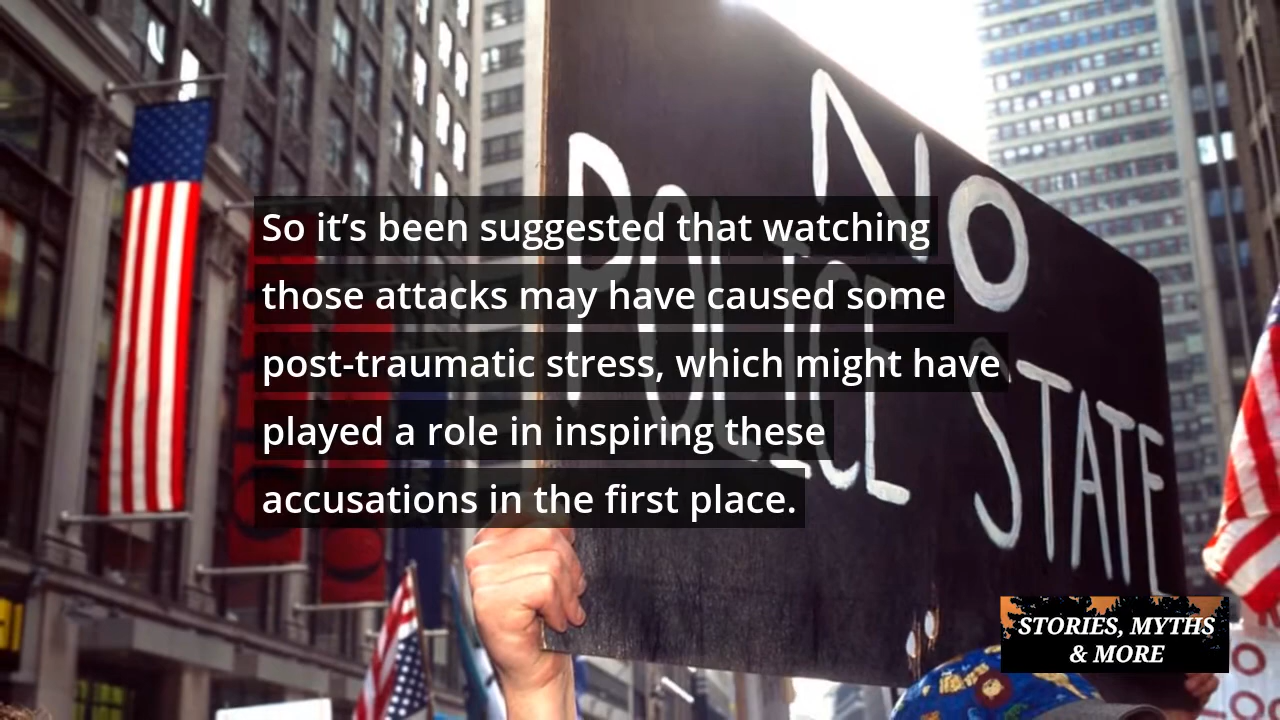 NO
POLICE
STATE
So it’s been suggested that watching
those attacks may have caused some
post-traumatic stress, which might have
played a role in inspiring these
accusations in the first place.
STORIES, MYTHS
& MORE